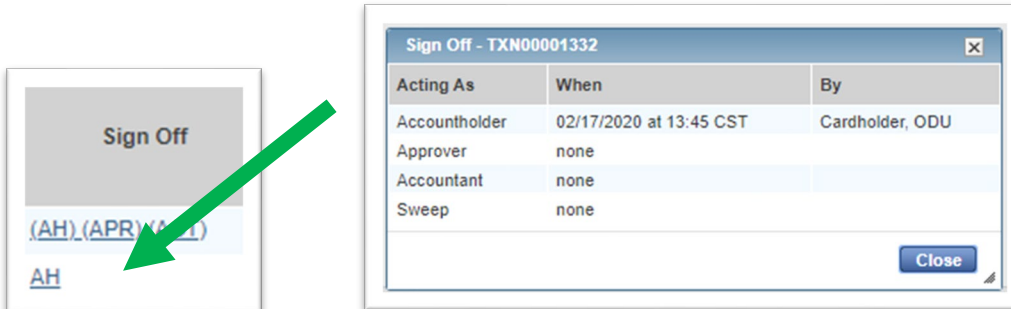 Sign Off
(AH) (APR)
AH
Sign Off - TXN00001332
Acting As When By
Accountholder 02/17/2020 at 13:45 CST Cardholder, ODU
Approver none
Accountant none
Sweep none
Close